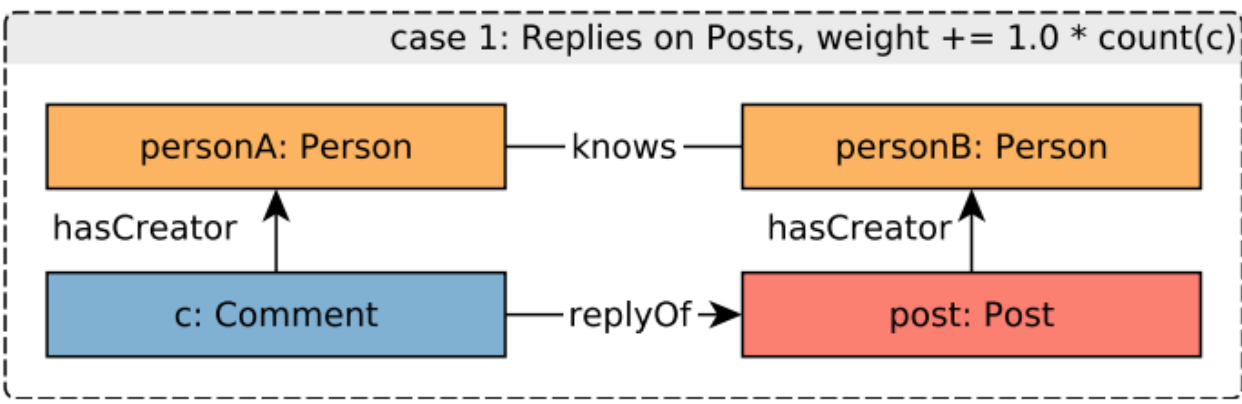 case 1: Replies on Posts, weight += 1.0 * count(c)
personA: Person knows personB: Person
hasCreator hasCreator
c: Comment replyOf post: Post